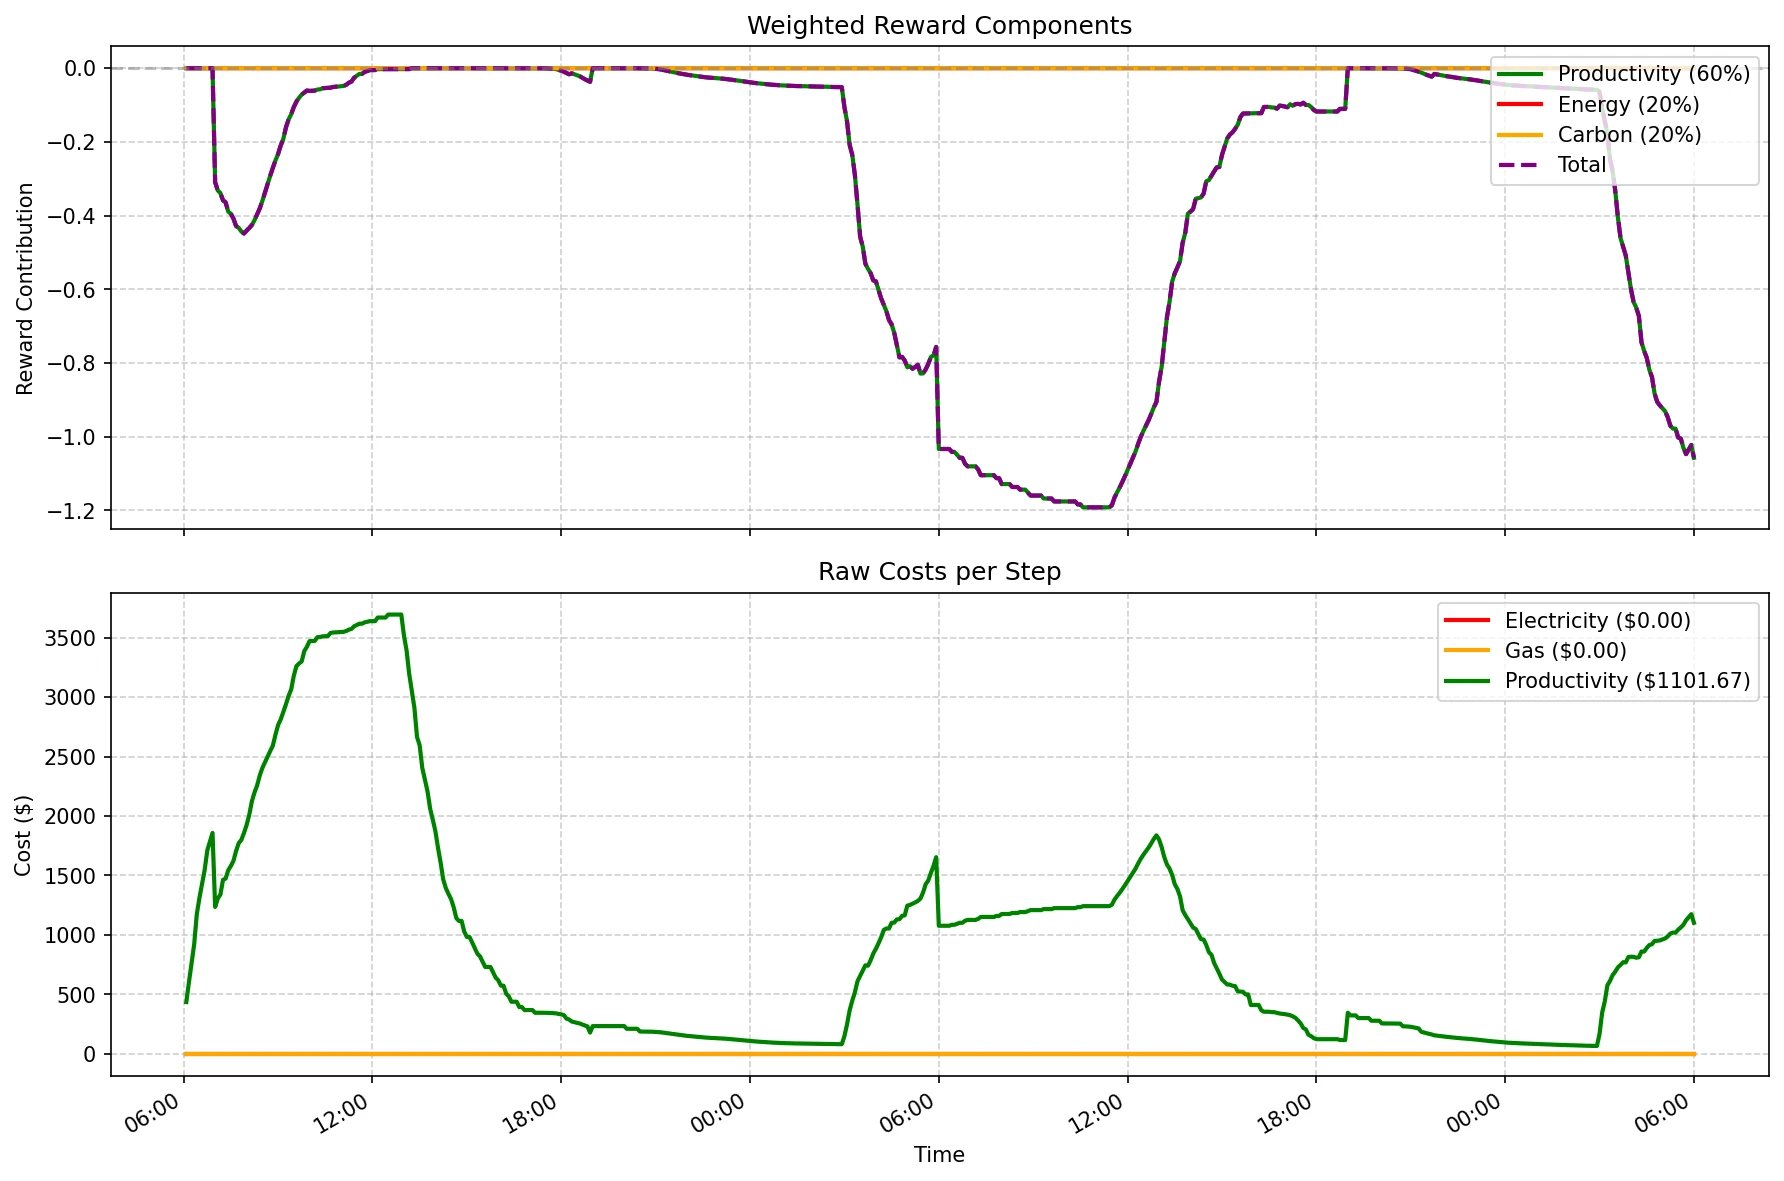 Weighted Reward Components
Reward Contribution
0.0
−0.2
−0.4
−0.6
−0.8
−1.0
−1.2
Productivity (60%)
Energy (20%)
Carbon (20%)
Total
Raw Costs per Step
Cost ($)
3500
3000
2500
2000
1500
1000
500
0
Electricity ($0.00)
Gas ($0.00)
Productivity ($1101.67)
06:00
12:00
18:00
00:00
06:00
12:00
18:00
00:00
06:00
Time